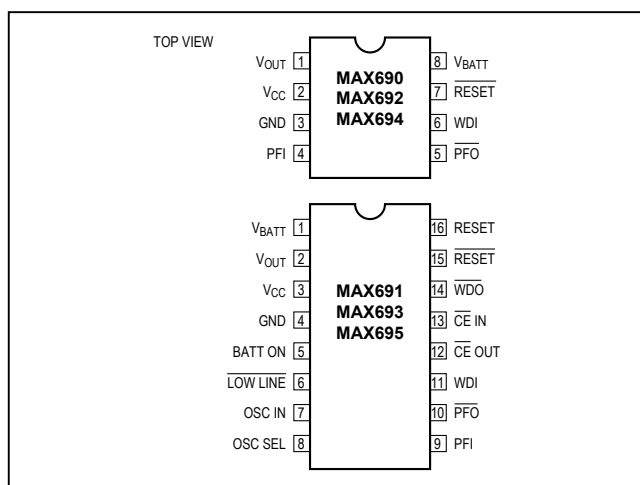 TOP VIEW
VOUT 1
VCC 2
GND 3
PFI 4
MAX690
MAX692
MAX694
8 VBATT
7 RESET
6 WDI
5 PFO
VBATT 1
VOUT 2
VCC 3
GND 4
BATT ON 5
LOW LINE 6
OSC IN 7
OSC SEL 8
MAX691
MAX693
MAX695
16 RESET
15 RESET
14 WDO
13 CE IN
12 CE OUT
11 WDI
10 PFO
9 PFI